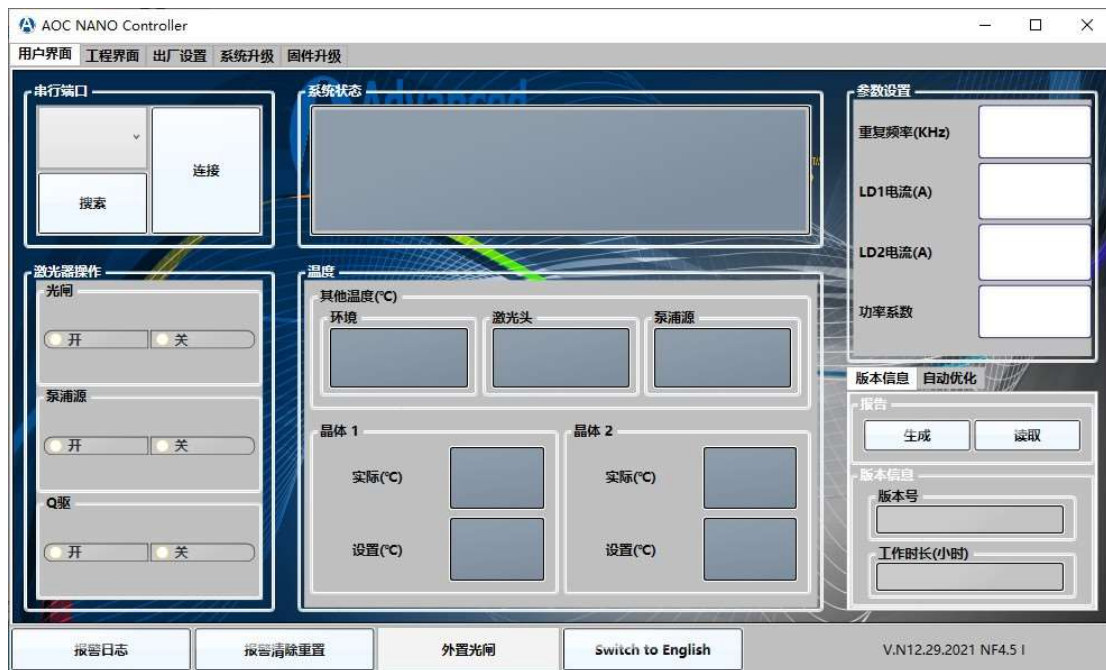 AOC NANO Controller
用户界面 工程界面 出厂设置 系统升级 固件升级
串行端口
连接
搜索
系统状态
Advanced
参数设置
重复频率(KHz)
LD1电流(A)
LD2电流(A)
功率系数
激光器操作
光闸
开 关
泵浦源
开 关
Q驱
开 关
温度
其他温度(℃)
环境 激光头 泵浦源
晶体 1
实际(℃)
设置(℃)
晶体 2
实际(℃)
设置(℃)
版本信息 自动优化
报告
生成 读取
版本信息
版本号
工作时长(小时)
报警日志 报警清除重置 外置光闸 Switch to English V.N12.29.2021 NF4.5 I